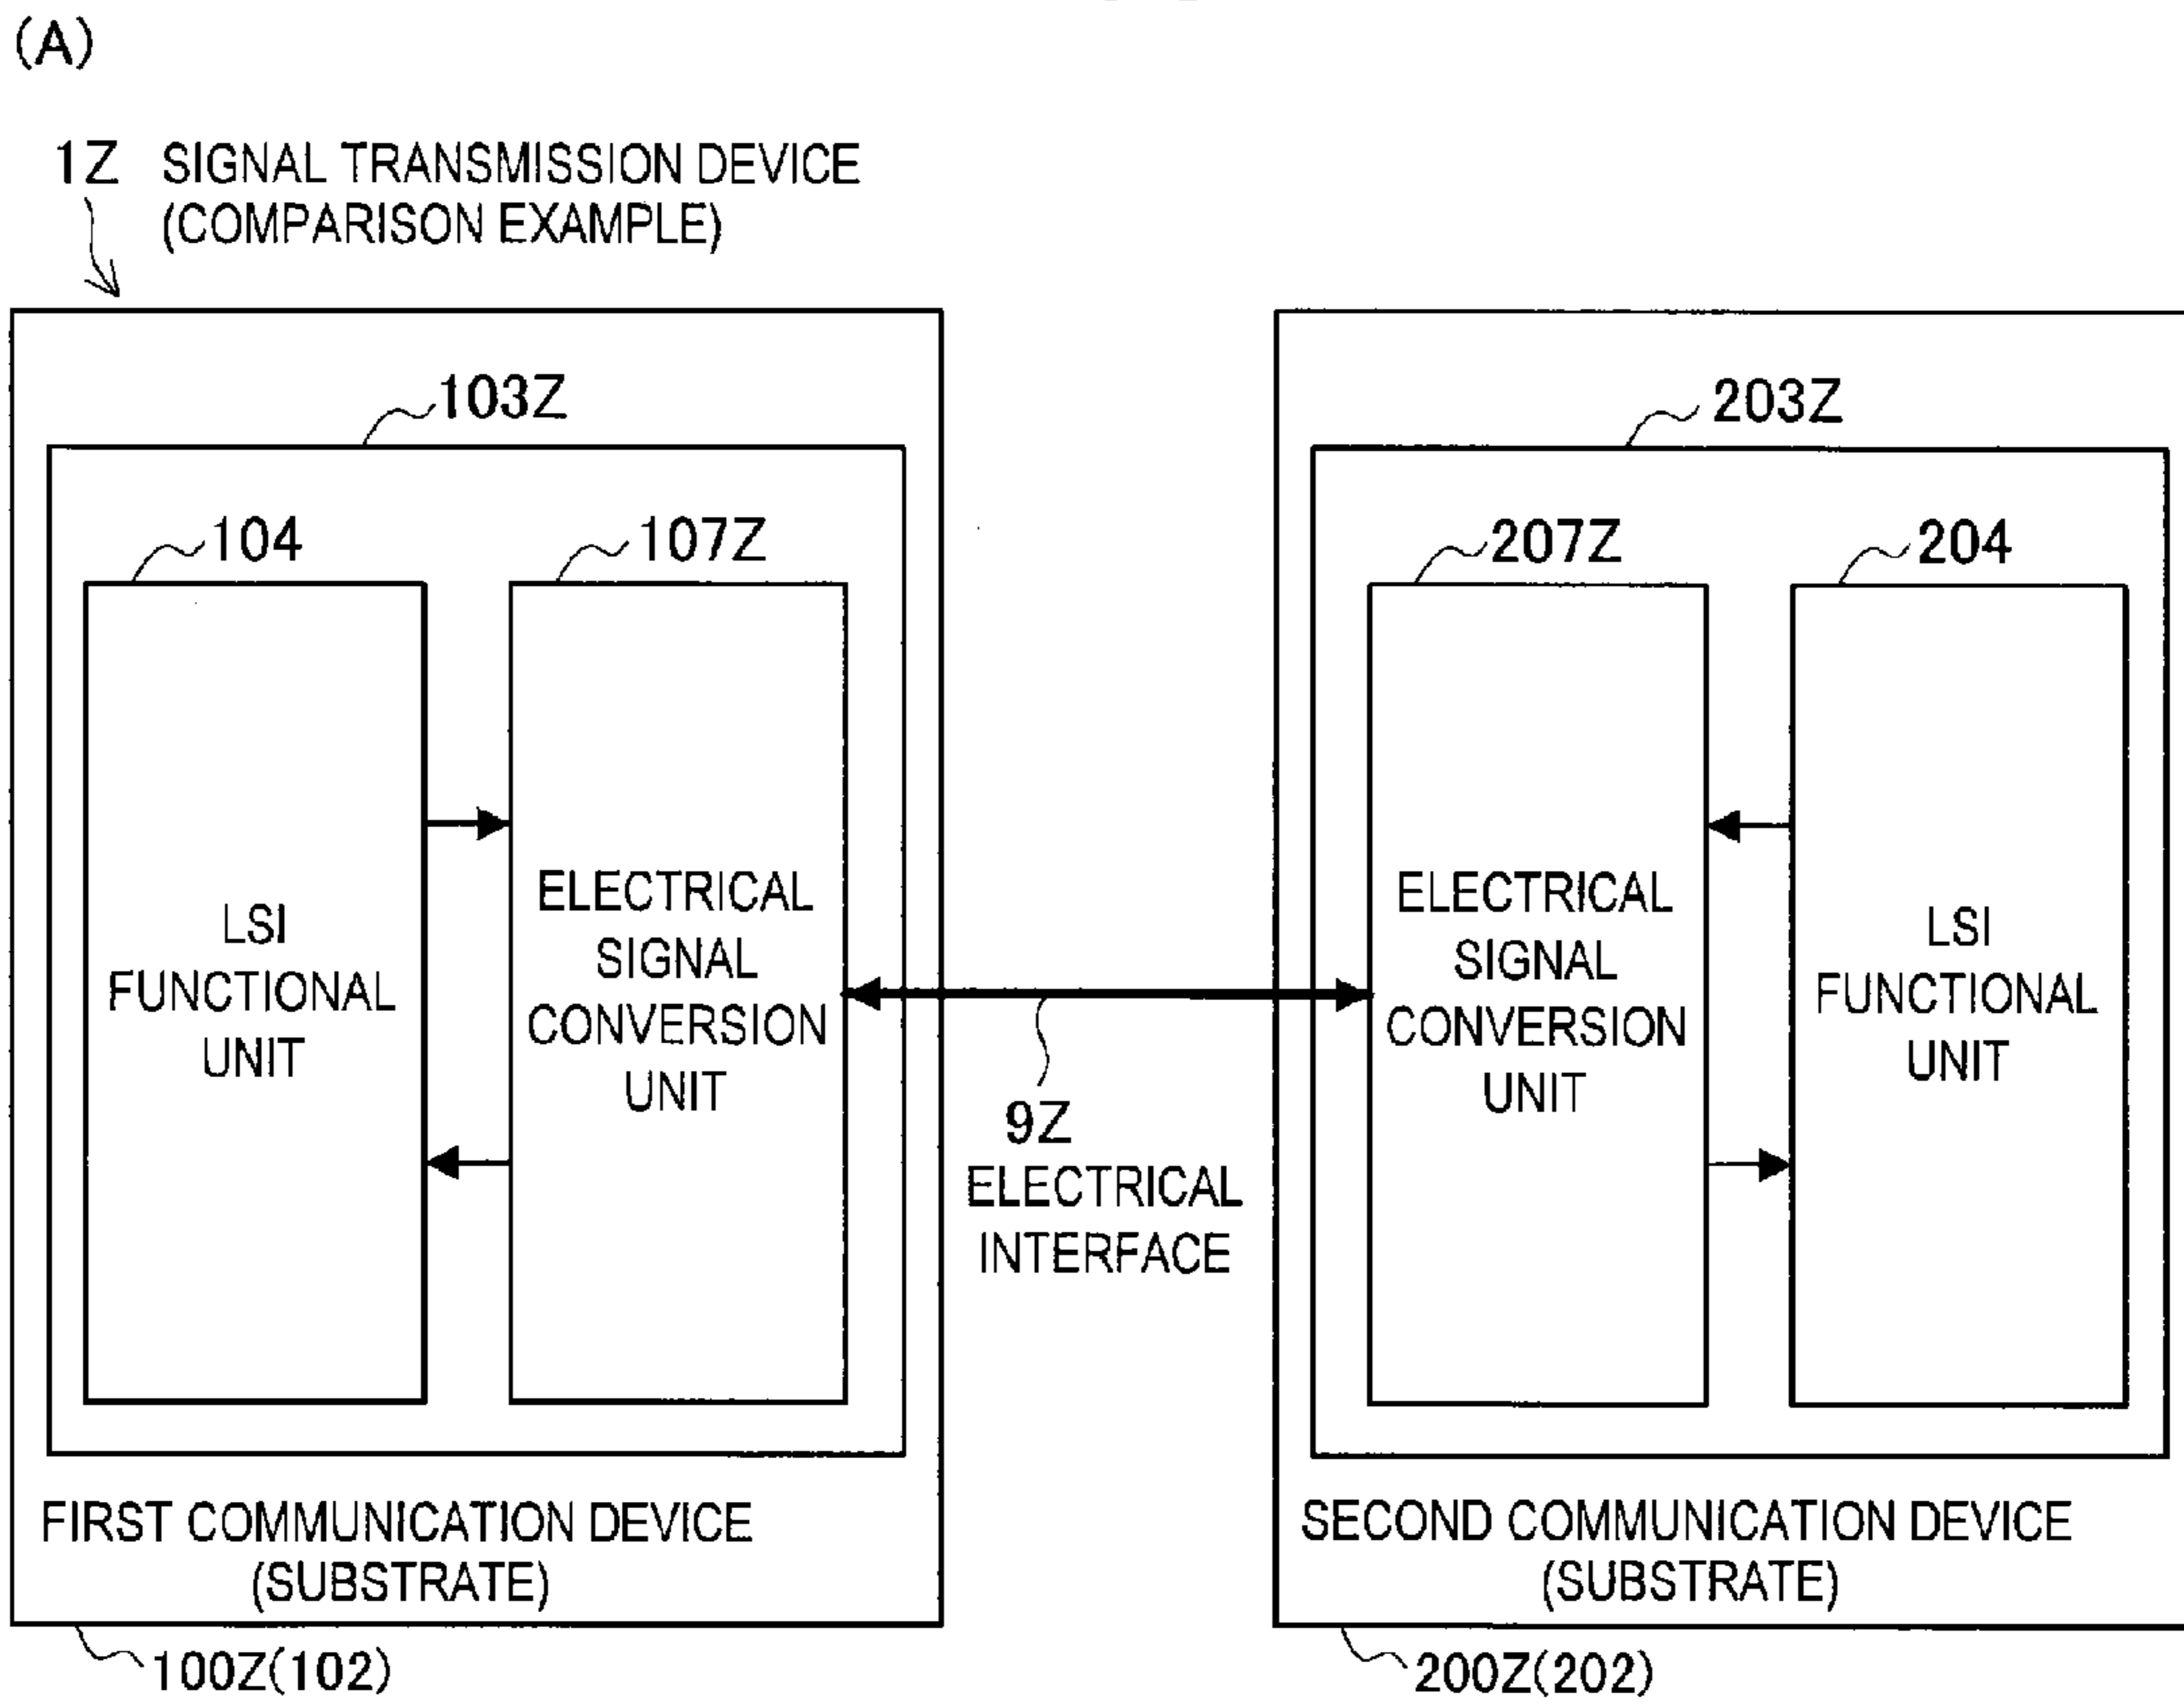 (A)
1Z SIGNAL TRANSMISSION DEVICE
(COMPARISON EXAMPLE)
103Z
203Z
104
107Z
207Z
204
LSI
FUNCTIONAL
UNIT
ELECTRICAL
SIGNAL
CONVERSION
UNIT
ELECTRICAL
SIGNAL
CONVERSION
UNIT
LSI
FUNCTIONAL
UNIT
9Z
ELECTRICAL
INTERFACE
FIRST COMMUNICATION DEVICE
(SUBSTRATE)
SECOND COMMUNICATION DEVICE
(SUBSTRATE)
100Z(102)
200Z(202)